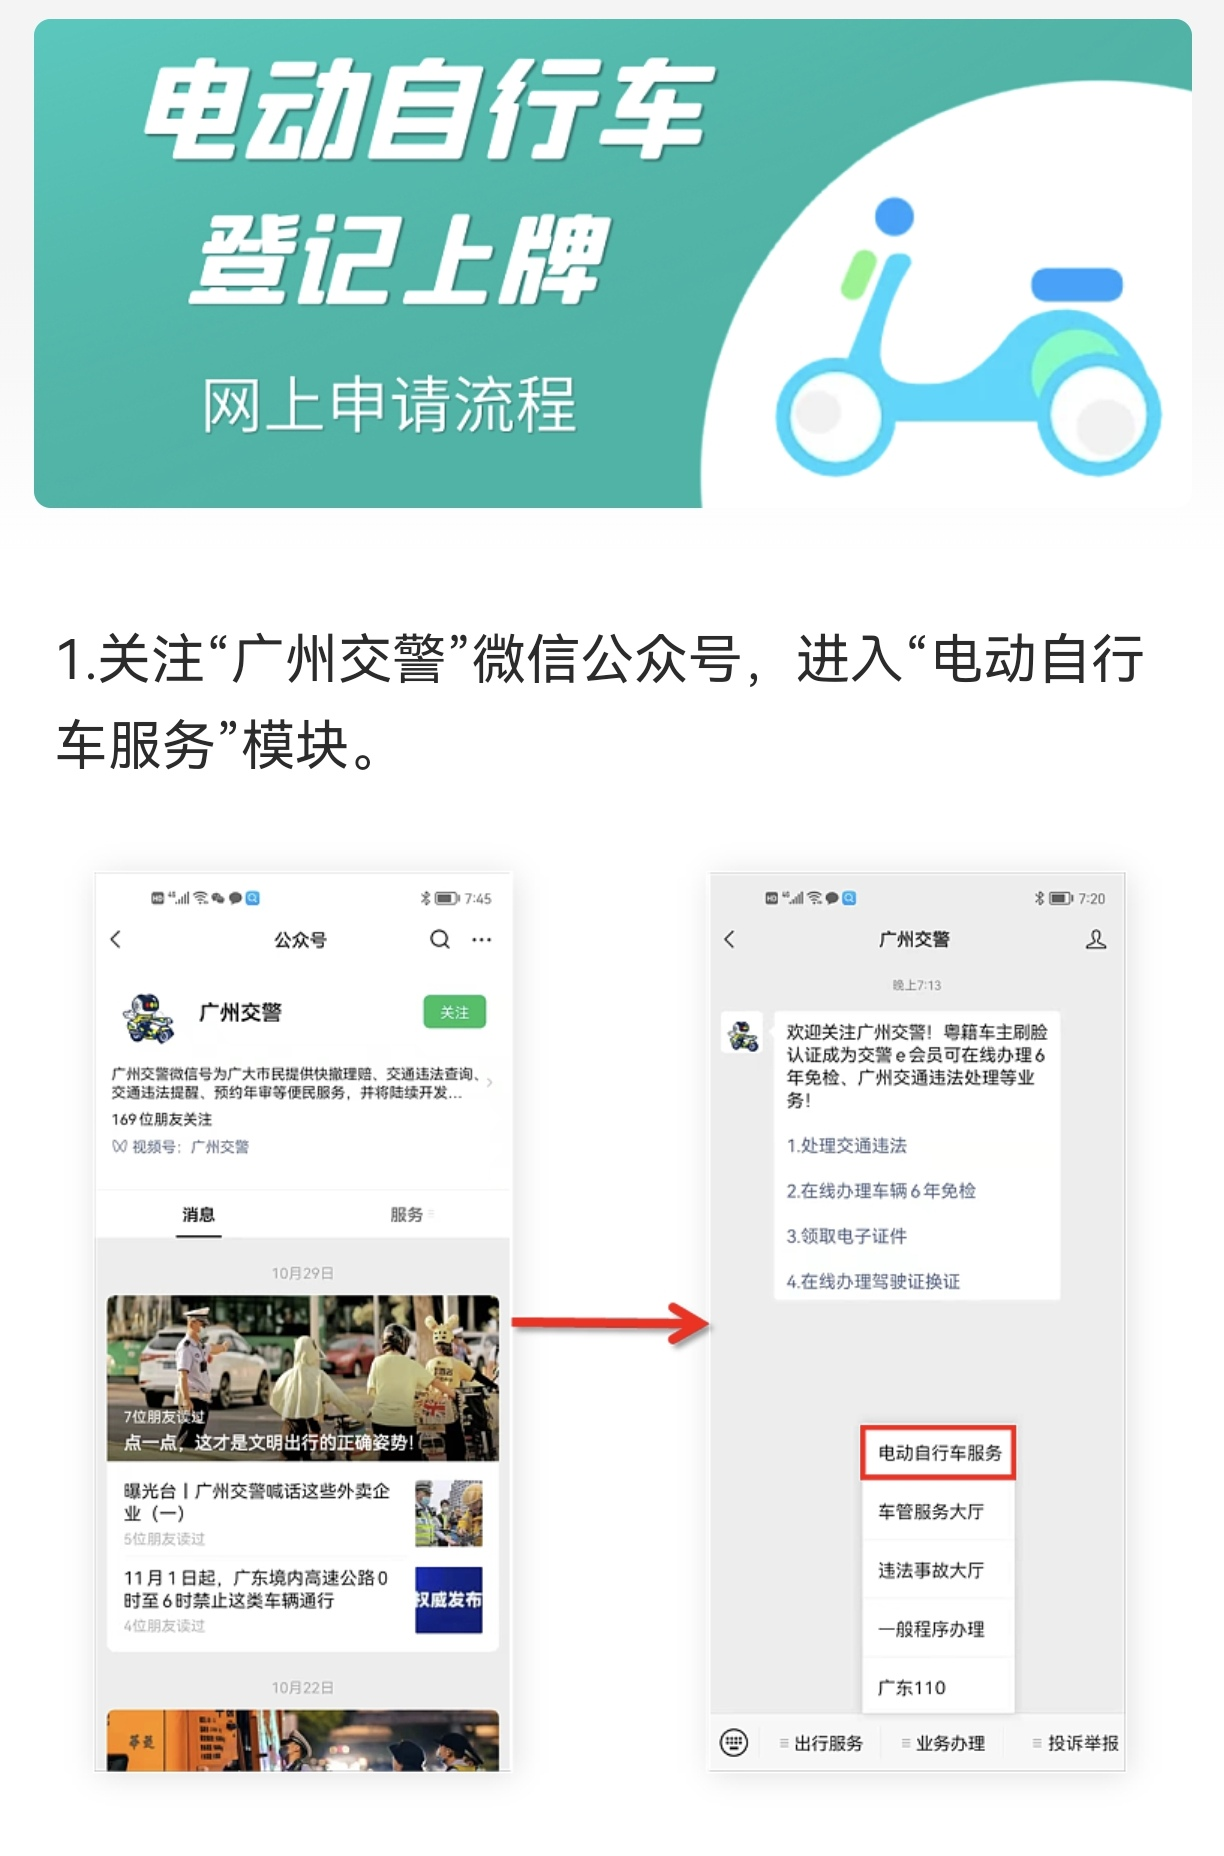 电动自行车
登记上牌
网上申请流程
1.关注“广州交警”微信公众号，进入“电动自行
车服务”模块。
HD 4G 7:45
公众号
广州交警
关注
广州交警微信号为广大市民提供快撤理赔、交通违法查询、
交通违法提醒、预约年审等便民服务，并将陆续开发...
169位朋友关注
视频号：广州交警
消息 服务
10月29日
7位朋友读过
点一点，这才是文明出行的正确姿势！
曝光台丨广州交警喊话这些外卖企
业（一）
5位朋友读过
11月1日起，广东境内高速公路0
时至6时禁止这类车辆通行
4位朋友读过
权威发布
10月22日
HD 4G 7:20
广州交警
晚上7:13
欢迎关注广州交警！粤籍车主刷脸
认证成为交警e会员可在线办理6
年免检、广州交通违法处理等业
务！
1.处理交通违法
2.在线办理车辆6年免检
3.领取电子证件
4.在线办理驾驶证换证
电动自行车服务
车管服务大厅
违法事故大厅
一般程序办理
广东110
出行服务 业务办理 投诉举报